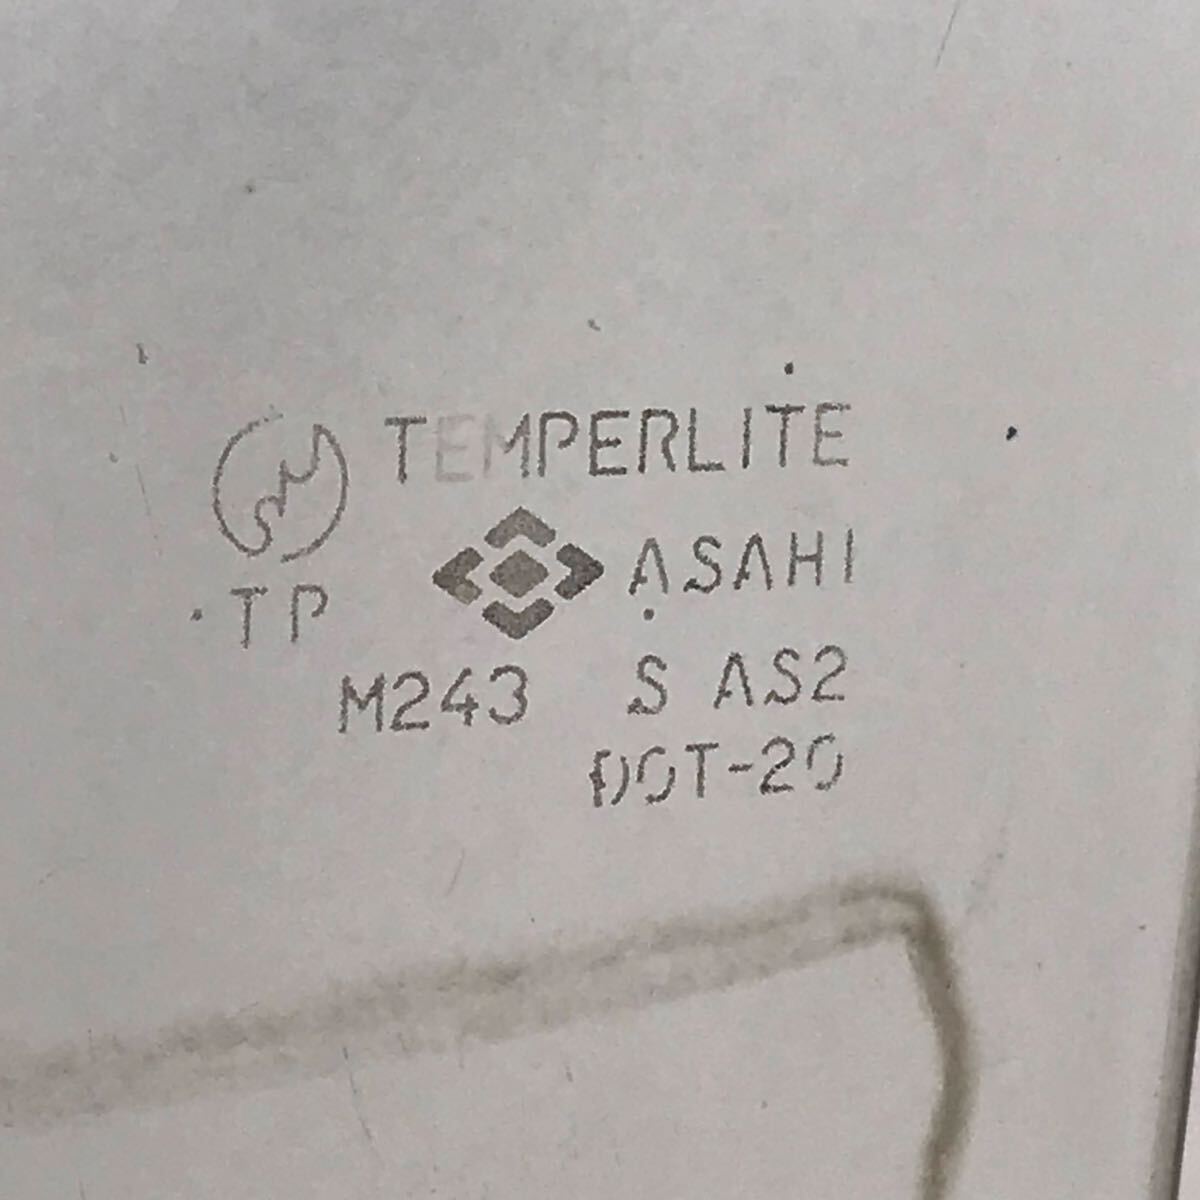 TEMPERLITE
ASAHI
TP
M243 S AS2
DOT-20